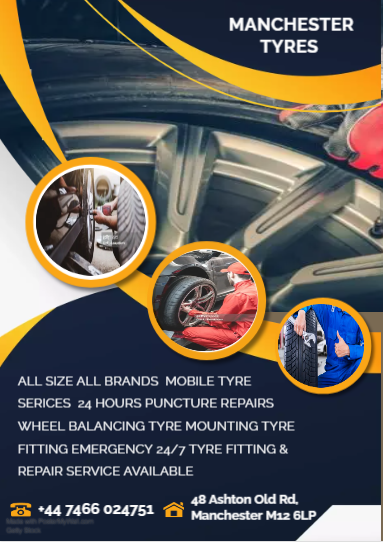 MANCHESTER
TYRES
ALL SIZE ALL BRANDS MOBILE TYRE
SERICES 24 HOURS PUNCTURE REPAIRS
WHEEL BALANCING TYRE MOUNTING TYRE
FITTING EMERGENCY 24/7 TYRE FITTING &
REPAIR SERVICE AVAILABLE
+44 7466 024751
48 Ashton Old Rd,
Manchester M12 6LP
Made with PosterMyWall.com
Getty Stock